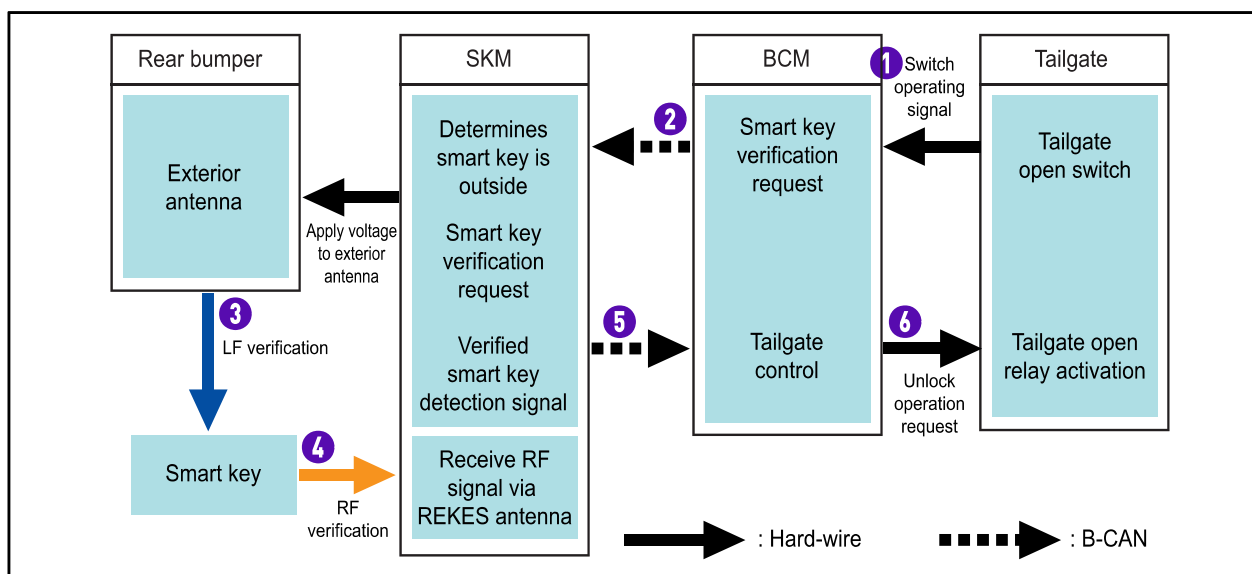 Rear bumper
Exterior
antenna
3
LF verification
Smart key
4
RF
verification
Apply voltage
to exterior
antenna
SKM
Determines
smart key is
outside
Smart key
verification
request
Verified
smart key
detection signal
Receive RF
signal via
REKES antenna
2
5
BCM
Smart key
verification
request
Tailgate
control
1 Switch
operating
signal
6
Unlock
operation
request
Tailgate
Tailgate
open switch
Tailgate open
relay activation
: Hard-wire
: B-CAN